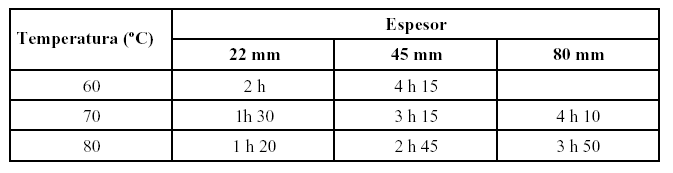 Temperatura (ºC) Espesor
22 mm 45 mm 80 mm
60 2 h 4 h 15
70 1h 30 3 h 15 4 h 10
80 1 h 20 2 h 45 3 h 50